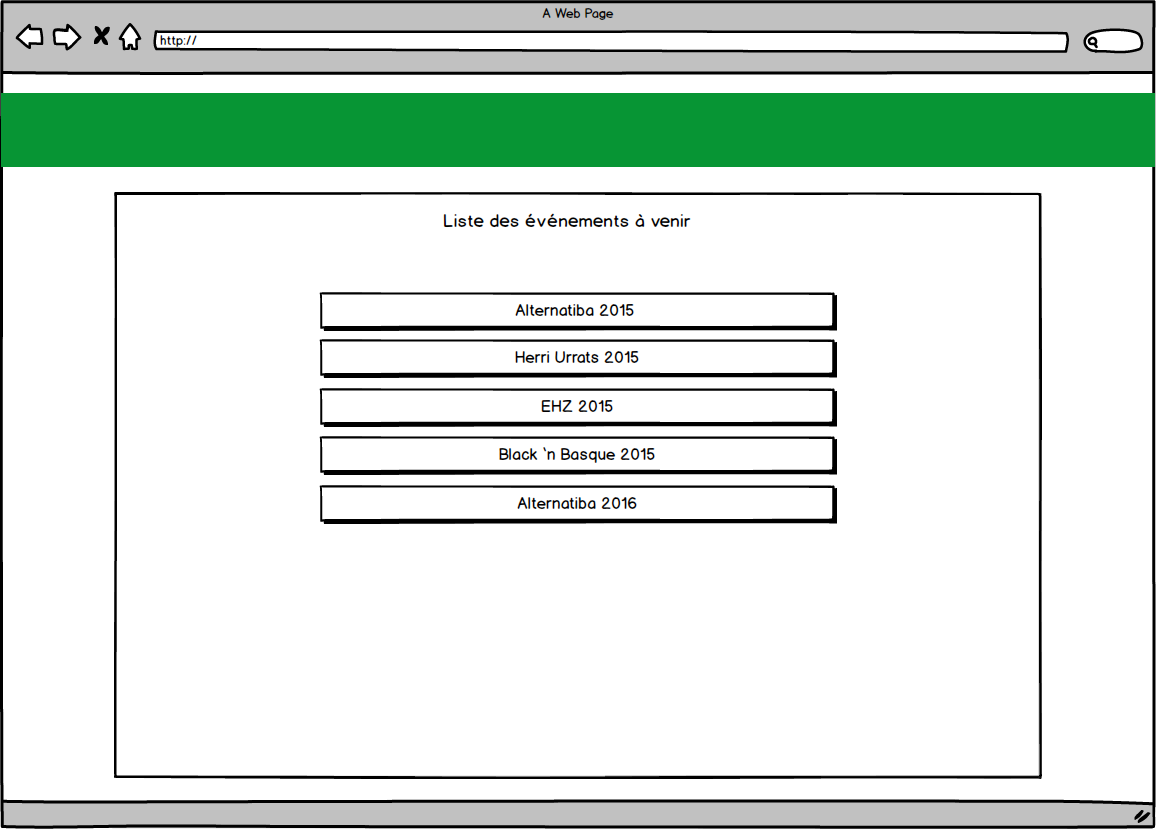 A Web Page
http://
Liste des événements à venir
Alternatiba 2015
Herri Urrats 2015
EHZ 2015
Black `n Basque 2015
Alternatiba 2016